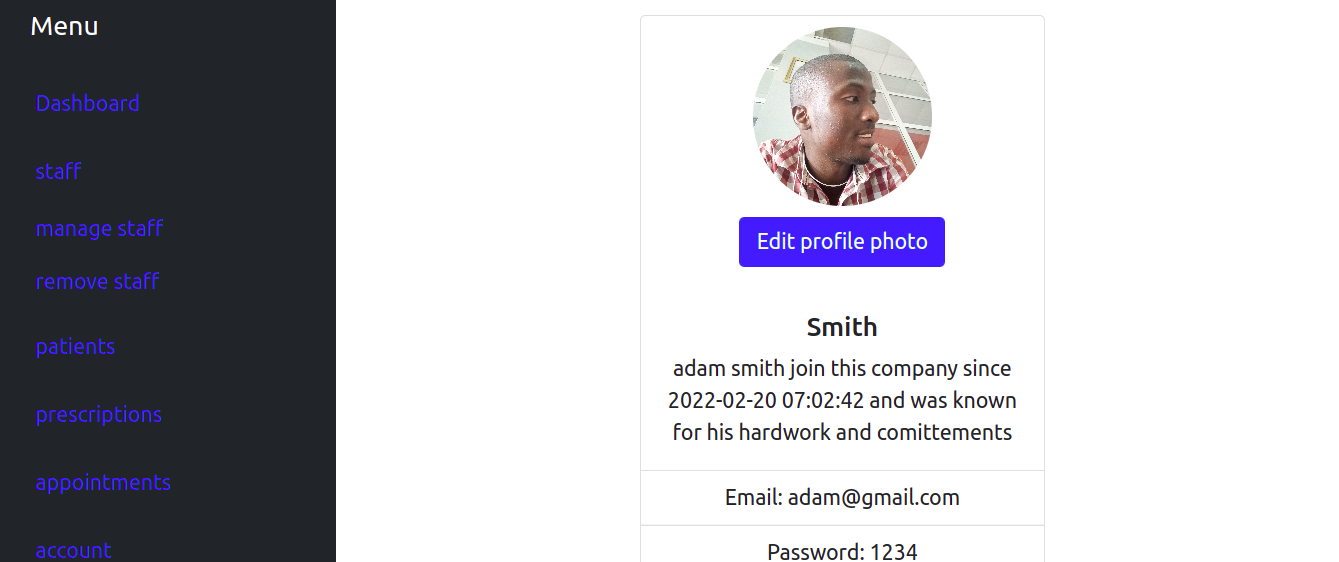 Menu
Dashboard
staff
manage staff
remove staff
patients
prescriptions
appointments
account
Edit profile photo
Smith
adam smith join this company since
2022-02-20 07:02:42 and was known
for his hardwork and comittements
Email: adam@gmail.com
Password: 1234